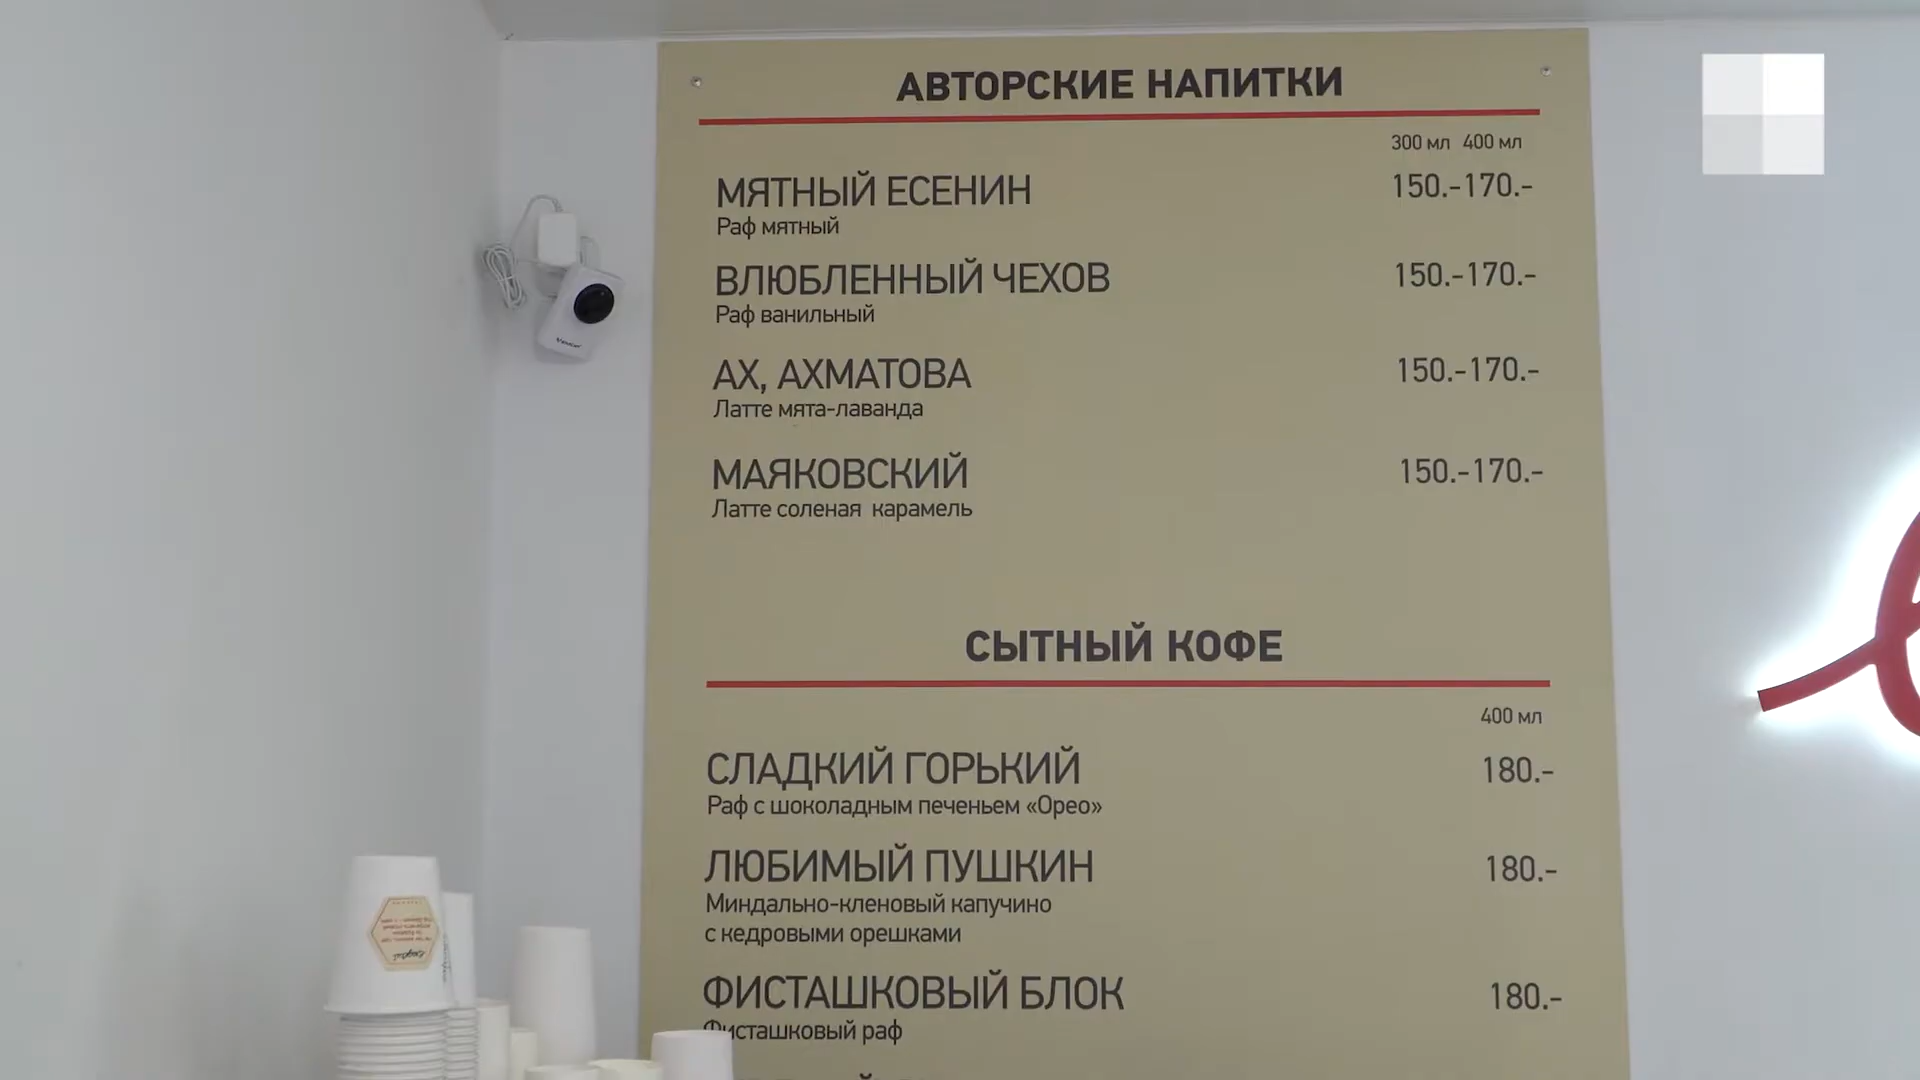 АВТОРСКИЕ НАПИТКИ
300 мл 400 мл
МЯТНЫЙ ЕСЕНИН 150.-170.-
Раф мятный
ВЛЮБЛЕННЫЙ ЧЕХОВ 150.-170.-
Раф ванильный
АХ, АХМАТОВА 150.-170.-
Латте мята-лаванда
МАЯКОВСКИЙ 150.-170.-
Латте соленая карамель
СЫТНЫЙ КОФЕ
400 мл
СЛАДКИЙ ГОРЬКИЙ 180.-
Раф с шоколадным печеньем «Орео»
ЛЮБИМЫЙ ПУШКИН 180.-
Миндально-кленовый капучино
с кедровыми орешками
ФИСТАШКОВЫЙ БЛОК 180.-
Фисташковый раф